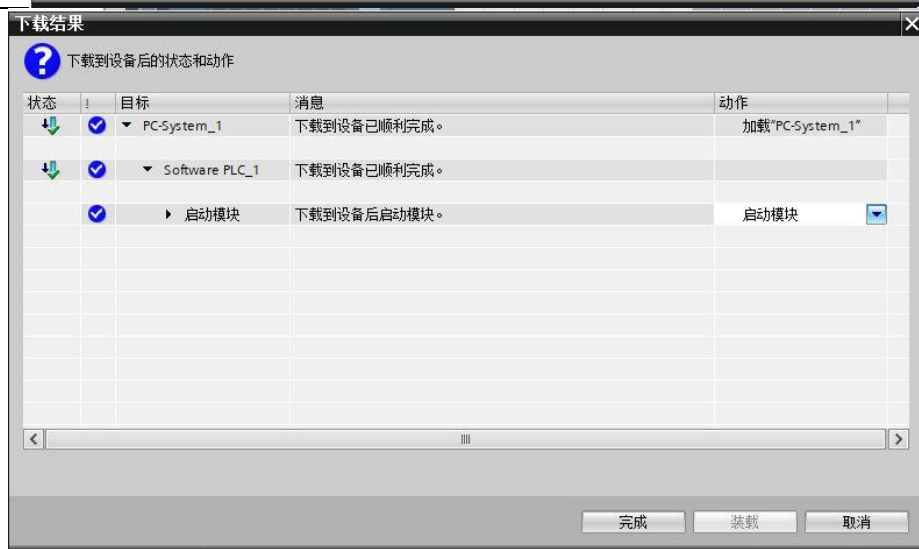 下载结果
下载到设备后的状态和动作
状态 ! 目标 消息 动作
PC-System_1 下载到设备已顺利完成。 加载“PC-System_1”
Software PLC_1 下载到设备已顺利完成。
启动模块 下载到设备后启动模块。 启动模块
完成 装载 取消